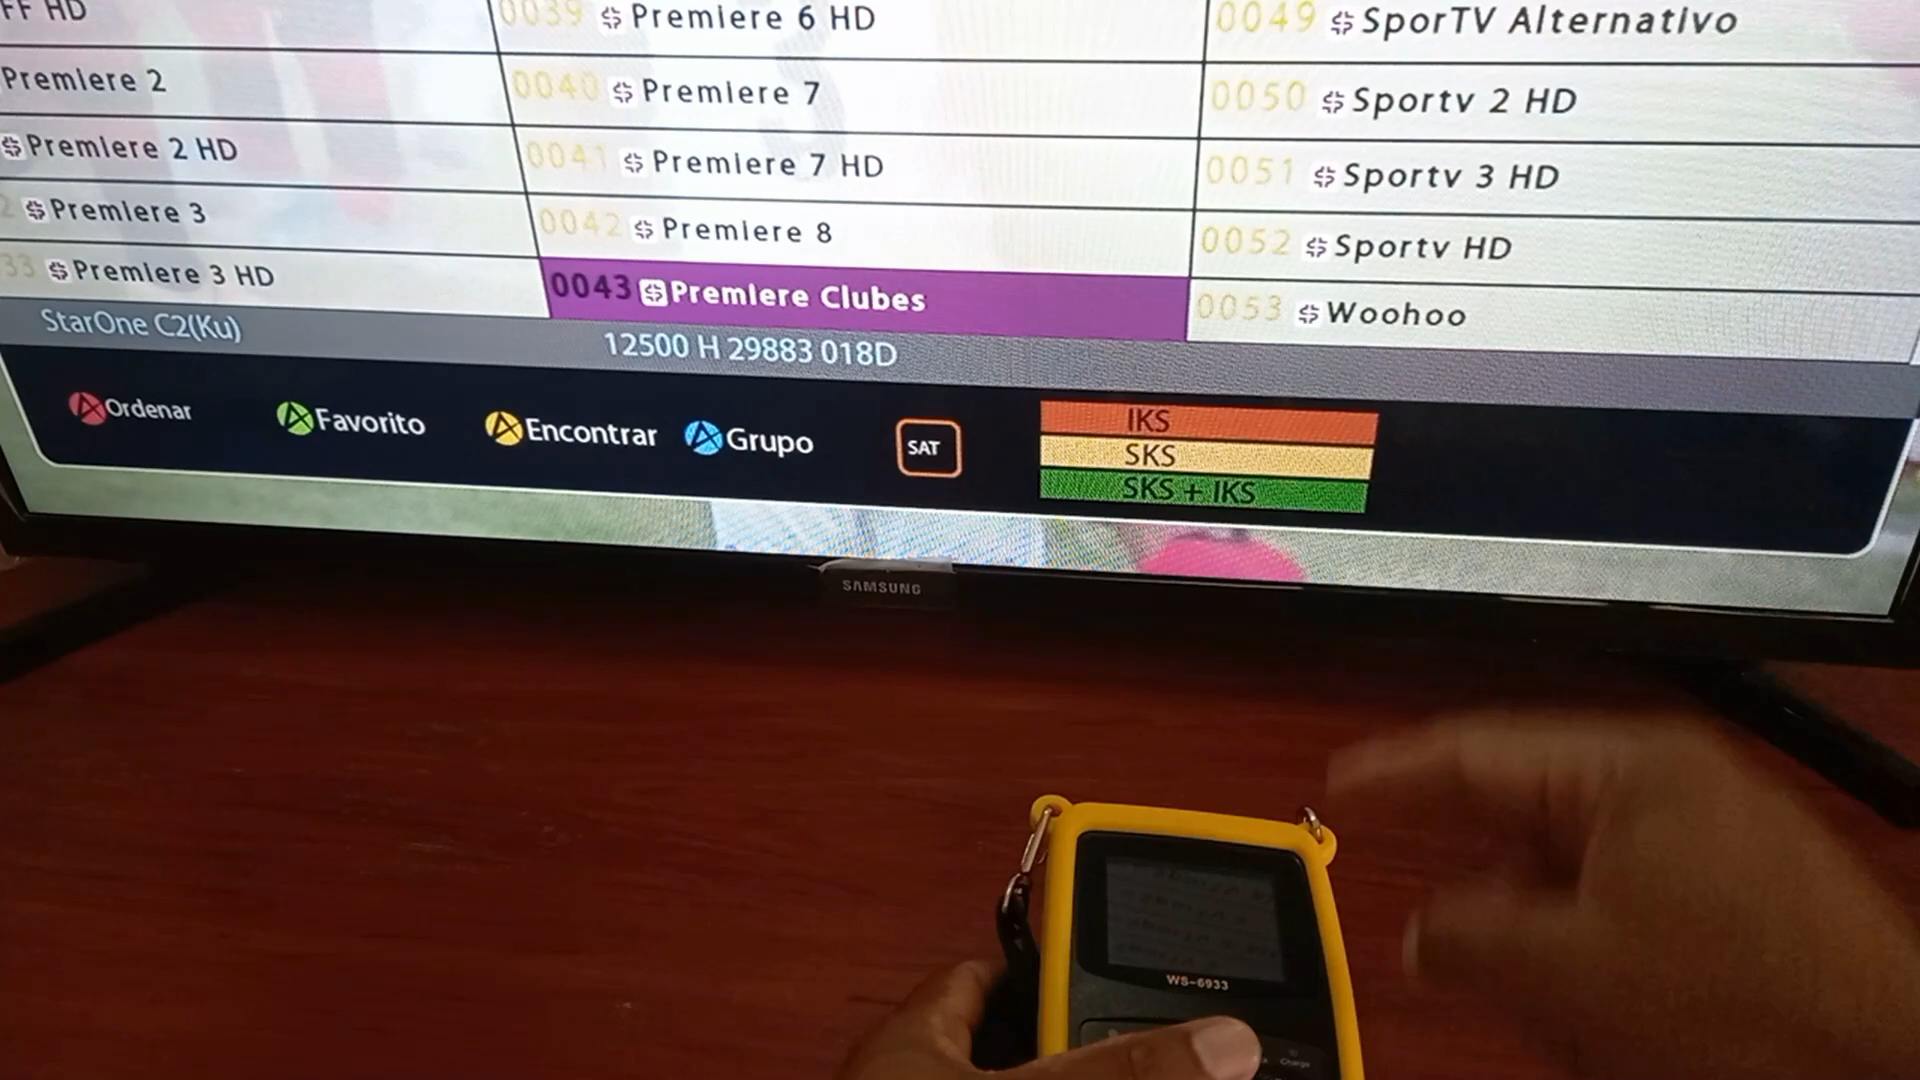 FF HD
Premiere 2
Premiere 2 HD
2 Premiere 3
33 Premiere 3 HD
0039 Premiere 6 HD
0040 Premiere 7
0041 Premiere 7 HD
0042 Premiere 8
0043 Premiere Clubes
0049 SporTV Alternativo
0050 Sportv 2 HD
0051 Sportv 3 HD
0052 Sportv HD
0053 Woohoo
StarOne C2(Ku)
12500 H 29883 018D
Ordenar
Favorito
Encontrar
Grupo
SAT
IKS
SKS
SKS + IKS
SAMSUNG
WS-6933
Charge